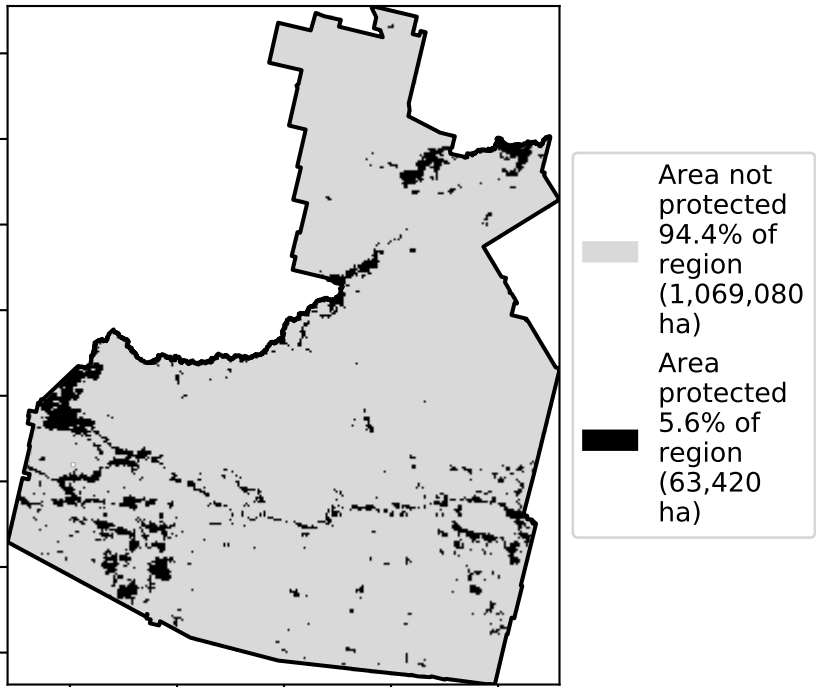 Area not
protected
94.4% of
region
(1,069,080
ha)
Area
protected
5.6% of
region
(63,420
ha)